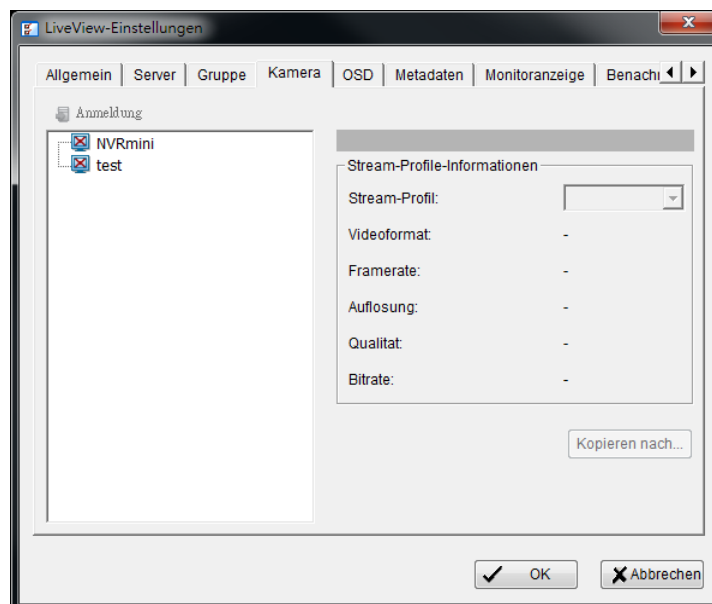 LiveView-Einstellungen
Allgemein Server Gruppe Kamera OSD Metadaten Monitoranzeige Benach
Anmeldung
NVRmini
test
Stream-Profile-Informationen
Stream-Profil:
Videoformat: -
Framerate: -
Auflosung: -
Qualitat: -
Bitrate: -
Kopieren nach...
OK Abbrechen